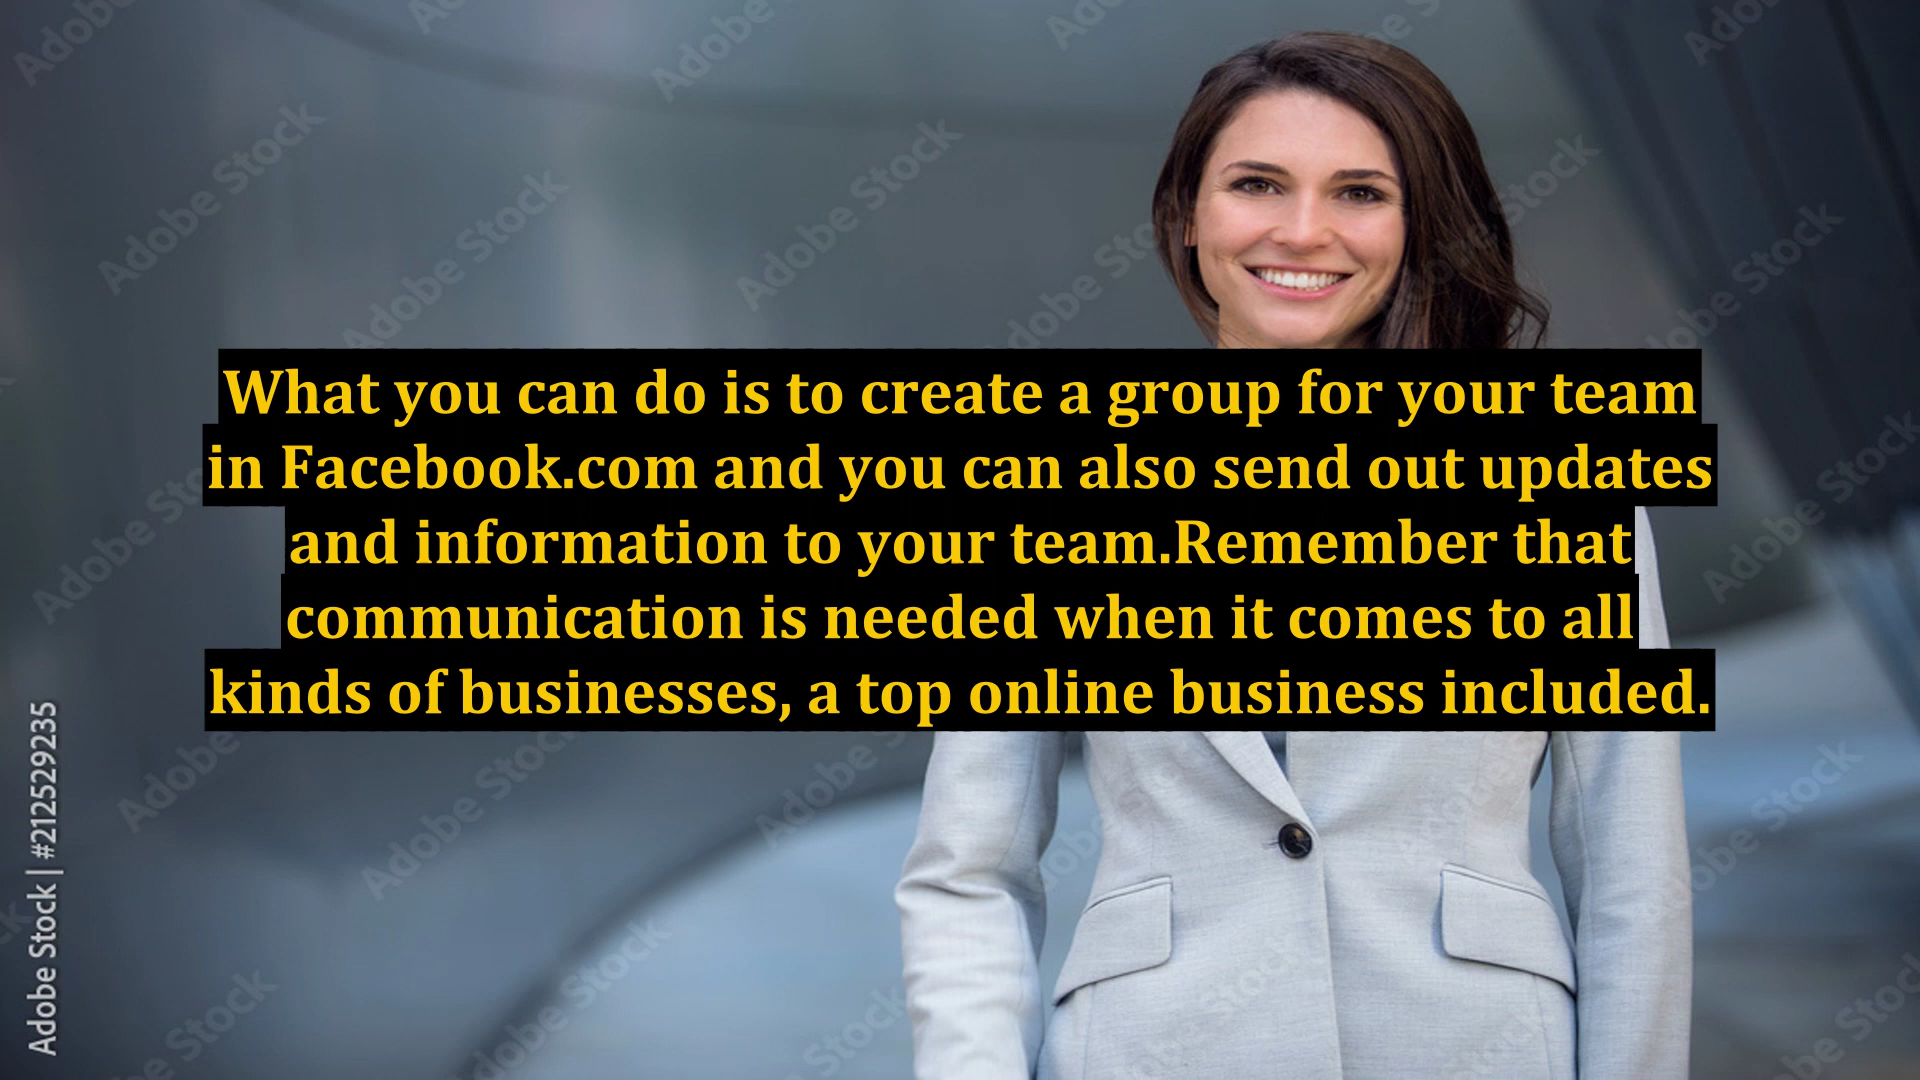 What you can do is to create a group for your team
in Facebook.com and you can also send out updates
and information to your team.Remember that
communication is needed when it comes to all
kinds of businesses, a top online business included.
Adobe Stock | #212529235
Adobe Stock